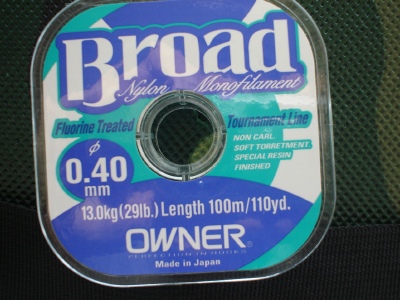 Broad
Nylon Monofilament
Fluorine Treated
Tournament Line
NON CARL.
SOFT TORRETMENT.
SPECIAL RESIN
FINISHED
φ
0.40
mm
13.0kg(29lb.) Length 100m/110yd.
OWNER®
Made in Japan